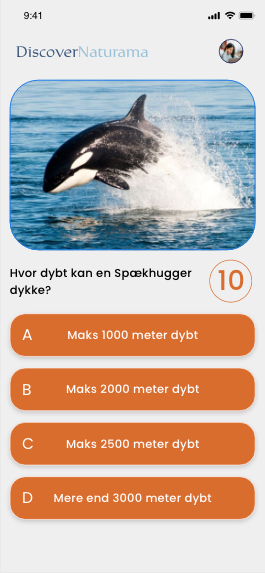 9:41
DiscoverNaturama
Hvor dybt kan en Spækhugger
dykke?
10
A Maks 1000 meter dybt
B Maks 2000 meter dybt
C Maks 2500 meter dybt
D Mere end 3000 meter dybt